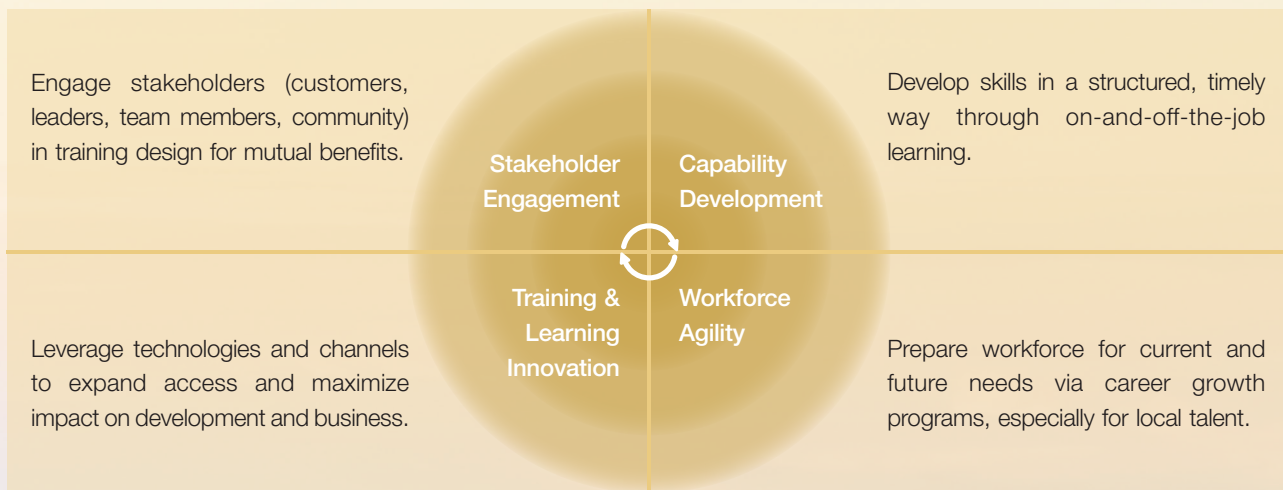 Engage stakeholders (customers,
leaders, team members, community)
in training design for mutual benefits.
Stakeholder
Engagement
Capability
Development
Develop skills in a structured, timely
way through on-and-off-the-job
learning.
Leverage technologies and channels
to expand access and maximize
impact on development and business.
Training &
Learning
Innovation
Workforce
Agility
Prepare workforce for current and
future needs via career growth
programs, especially for local talent.